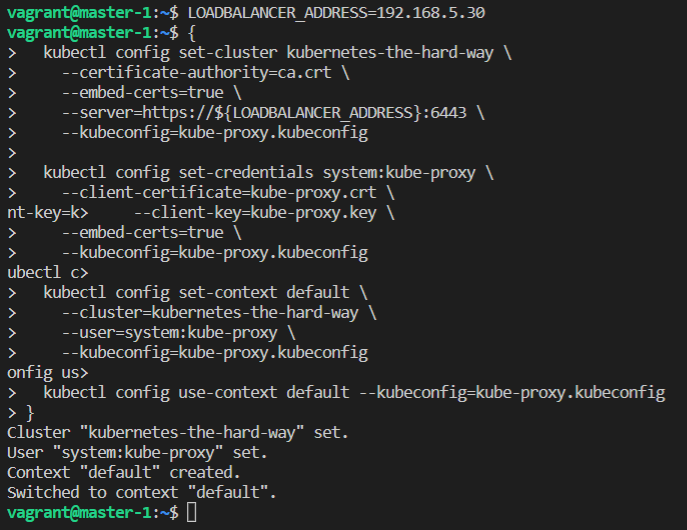 vagrant@master-1:~$ LOADBALANCER_ADDRESS=192.168.5.30
vagrant@master-1:~$ {
>   kubectl config set-cluster kubernetes-the-hard-way \
>     --certificate-authority=ca.crt \
>     --embed-certs=true \
>     --server=https://${LOADBALANCER_ADDRESS}:6443 \
>     --kubeconfig=kube-proxy.kubeconfig
>
>   kubectl config set-credentials system:kube-proxy \
>     --client-certificate=kube-proxy.crt \
nt-key=k>     --client-key=kube-proxy.key \
>     --embed-certs=true \
>     --kubeconfig=kube-proxy.kubeconfig
ubectl c>
>   kubectl config set-context default \
>     --cluster=kubernetes-the-hard-way \
>     --user=system:kube-proxy \
>     --kubeconfig=kube-proxy.kubeconfig
onfig us>
>   kubectl config use-context default --kubeconfig=kube-proxy.kubeconfig
> }
Cluster "kubernetes-the-hard-way" set.
User "system:kube-proxy" set.
Context "default" created.
Switched to context "default".
vagrant@master-1:~$